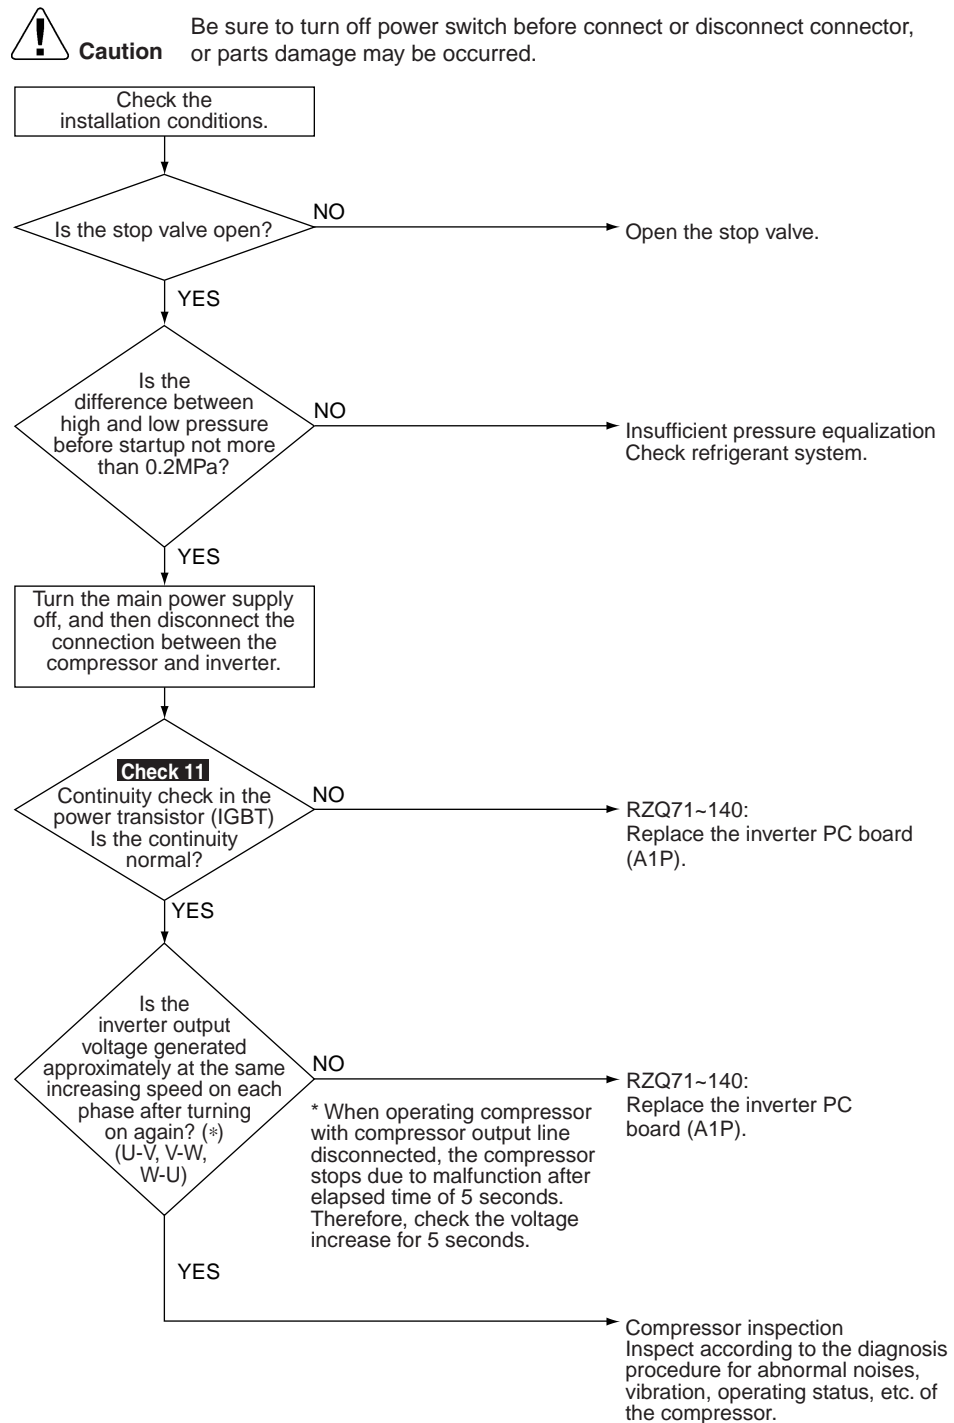 Be sure to turn off power switch before connect or disconnect connector,
Caution
or parts damage may be occurred.
Check the
installation conditions.
Is the stop valve open?
NO
Open the stop valve.
YES
Is the
difference between
high and low pressure
before startup not more
than 0.2MPa?
NO
Insufficient pressure equalization
Check refrigerant system.
YES
Turn the main power supply
off, and then disconnect the
connection between the
compressor and inverter.
Check 11
Continuity check in the
power transistor (IGBT)
Is the continuity
normal?
NO
RZQ71~140:
Replace the inverter PC board
(A1P).
YES
Is the
inverter output
voltage generated
approximately at the same
increasing speed on each
phase after turning
on again? (*)
(U-V, V-W,
W-U)
NO
RZQ71~140:
Replace the inverter PC
board (A1P).
* When operating compressor
with compressor output line
disconnected, the compressor
stops due to malfunction after
elapsed time of 5 seconds.
Therefore, check the voltage
increase for 5 seconds.
YES
Compressor inspection
Inspect according to the diagnosis
procedure for abnormal noises,
vibration, operating status, etc. of
the compressor.